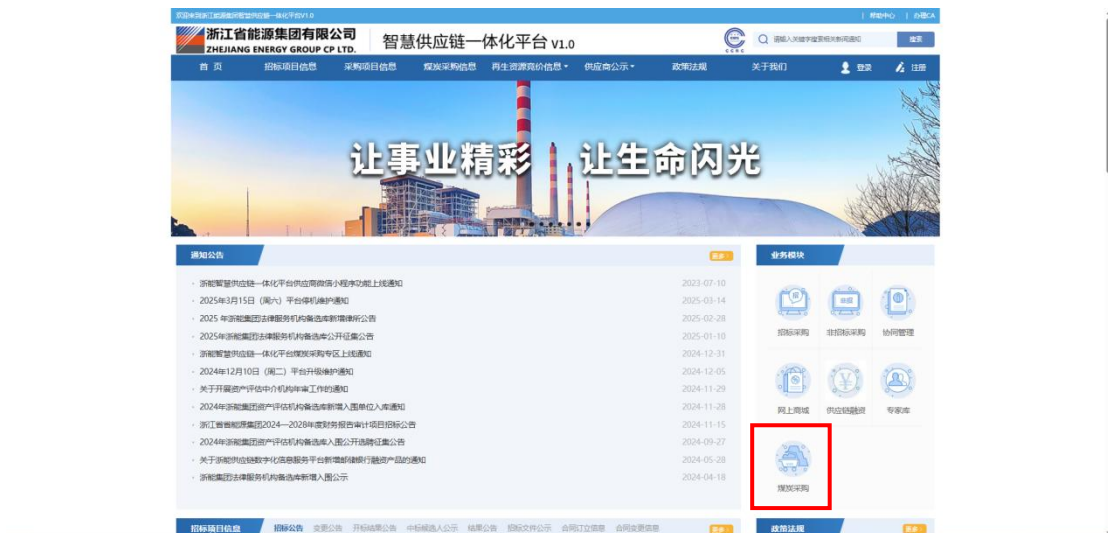 欢迎来到浙江能源集团智慧供应链一体化平台V1.0
帮助中心
办理CA
浙江省能源集团有限公司
ZHEJIANG ENERGY GROUP CP LTD.
智慧供应链一体化平台 V1.0
请输入关键字搜索相关新闻通知
搜索
首 页
招标项目信息
采购项目信息
煤炭采购信息
再生资源竞价信息
供应商公示
政策法规
关于我们
登录
注册
让事业精彩 让生命闪光
通知公告
更多
浙能智慧供应链一体化平台供应商微信小程序功能上线通知 2023-07-10
2025年3月15日（周六）平台停机维护通知 2025-03-14
2025 年浙能集团法律服务机构备选库新增律所公告 2025-02-28
2025年浙能集团法律服务机构备选库公开征集公告 2025-01-10
浙能智慧供应链一体化平台煤炭采购专区上线通知 2024-12-31
2024年12月10日（周二）平台升级维护通知 2024-12-05
关于开展资产评估中介机构年审工作的通知 2024-11-29
2024年浙能集团资产评估机构备选库新增入围单位入库通知 2024-11-28
浙江省省能源集团2024—2028年度财务报告审计项目招标公告 2024-11-15
2024年浙能集团资产评估机构备选库入围公开选聘征集公告 2024-09-27
关于浙能供应链数字化信息服务平台新增邮储银行融资产品的通知 2024-05-28
浙能集团法律服务机构备选库新增入围公示 2024-04-18
业务模块
招标采购
非招标采购
协同管理
网上商城
供应链融资
专家库
煤炭采购
招标项目信息
招标公告 变更公告 开标结果公告 中标候选人公示 结果公告 招标文件公示 合同订立信息 合同变更信息
更多
政策法规
更多